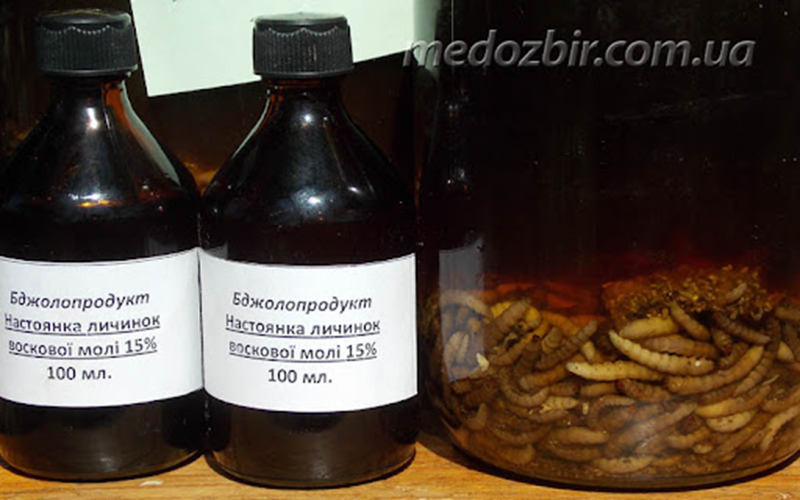 medozbir.com.ua
Бджолопродукт
Настоянка личинок
воскової молі 15%
100 мл.
Бджолопродукт
Настоянка личинок
воскової молі 15%
100 мл.